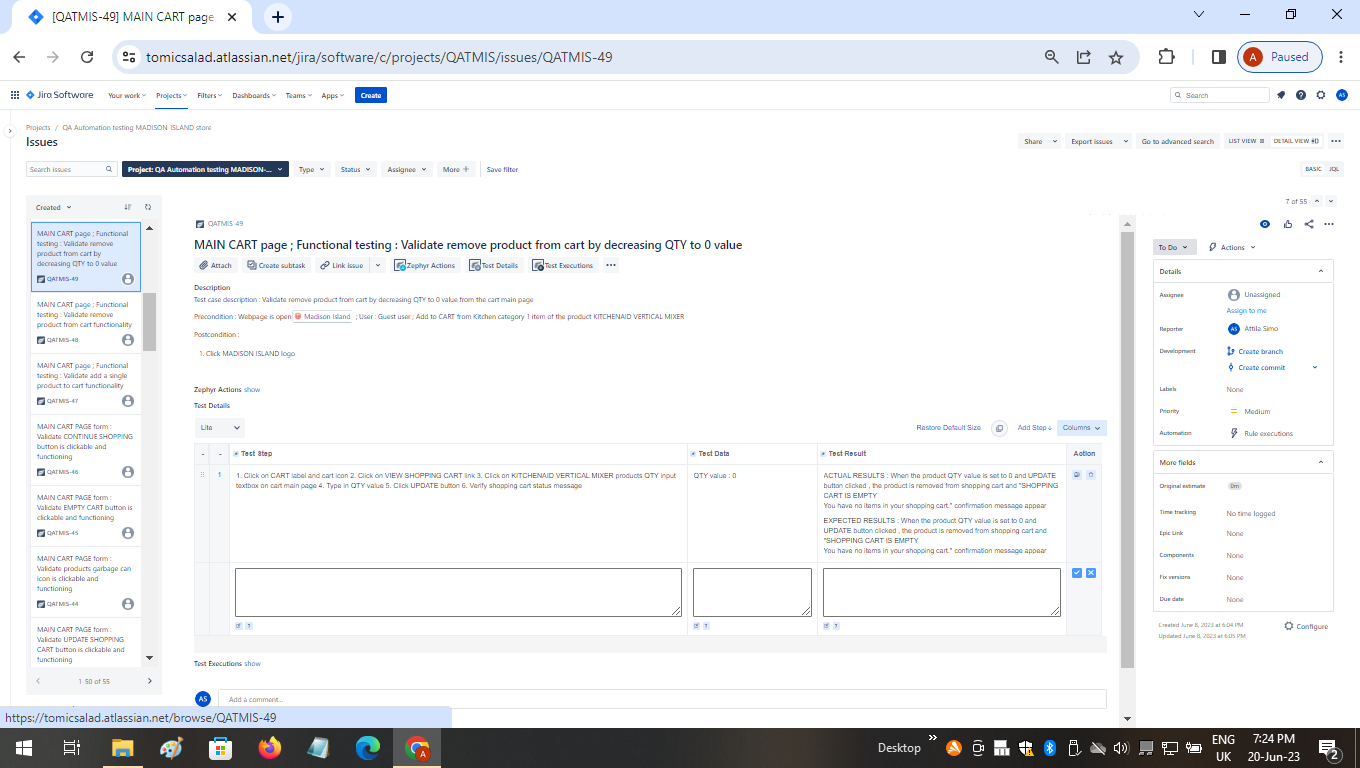 [QATMIS-49] MAIN CART page
tomicsalad.atlassian.net/jira/software/c/projects/QATMIS/issues/QATMIS-49
A Paused
Jira Software Your work Projects Filters Dashboards Teams Apps Create
Search
AS
Projects / QA Automation testing MADISON ISLAND store
Issues
Share Export issues Go to advanced search LIST VIEW DETAIL VIEW
Search issues Project: QA Automation testing MADISON-... Type Status Assignee More + Save filter
BASIC JQL
Created
7 of 55
MAIN CART page ; Functional
testing : Validate remove
product from cart by
decreasing QTY to 0 value
QATMIS-49
MAIN CART page ; Functional
testing : Validate remove
product from cart functionality
QATMIS-48
MAIN CART page ; Functional
testing : Validate add a single
product to cart functionality
QATMIS-47
MAIN CART PAGE form :
Validate CONTINUE SHOPPING
button is clickable and
functioning
QATMIS-46
MAIN CART PAGE form :
Validate EMPTY CART button is
clickable and functioning
QATMIS-45
MAIN CART PAGE form :
Validate products garbage can
icon is clickable and
functioning
QATMIS-44
MAIN CART PAGE form :
Validate UPDATE SHOPPING
CART button is clickable and
functioning
1-50 of 55
QATMIS-49
MAIN CART page ; Functional testing : Validate remove product from cart by decreasing QTY to 0 value
Attach Create subtask Link issue Zephyr Actions Test Details Test Executions
Description
Test case description : Validate remove product from cart by decreasing QTY to 0 value from the cart main page
Precondition : Webpage is open Madison Island ; User : Guest user ; Add to CART from Kitchen category 1 item of the product KITCHENAID VERTICAL MIXER
Postcondition :
1. Click MADISON ISLAND logo
Zephyr Actions show
Test Details
Lite
Restore Default Size Add Step Columns
- - Test Step Test Data Test Result Action
1 1. Click on CART label and cart icon 2. Click on VIEW SHOPPING CART link 3. Click on KITCHENAID VERTICAL MIXER products QTY input
textbox on cart main page 4. Type in QTY value 5. Click UPDATE button 6. Verify shopping cart status message
QTY value : 0
ACTUAL RESULTS : When the product QTY value is set to 0 and UPDATE
button clicked , the product is removed from shopping cart and "SHOPPING
CART IS EMPTY
You have no items in your shopping cart." confirmation message appear
EXPECTED RESULTS : When the product QTY value is set to 0 and
UPDATE button clicked , the product is removed from shopping cart and
"SHOPPING CART IS EMPTY
You have no items in your shopping cart." confirmation message appear
Test Executions show
AS Add a comment...
To Do Actions
Details
Assignee Unassigned
Assign to me
Reporter AS Attila Simo
Development Create branch
Create commit
Labels None
Priority Medium
Automation Rule executions
More fields
Original estimate 0m
Time tracking No time logged
Epic Link None
Components None
Fix versions None
Due date None
Created June 8, 2023 at 6:04 PM
Updated June 8, 2023 at 6:05 PM
Configure
https://tomicsalad.atlassian.net/browse/QATMIS-49
Desktop
ENG
UK
7:24 PM
20-Jun-23
2